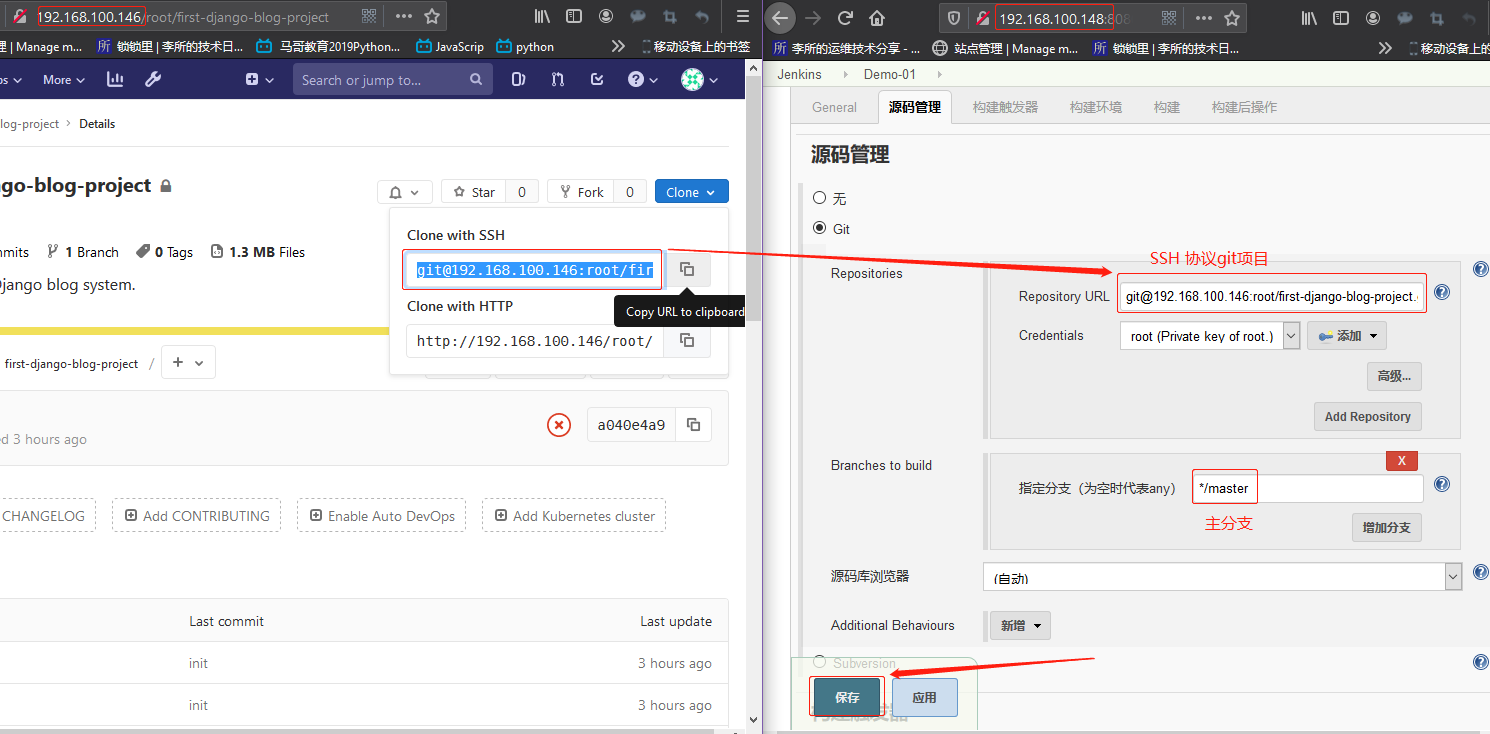 192.168.100.146/root/first-django-blog-project
里 | Manage m... 所 锁锁里 | 李所的技术日... 马哥教育2019Python... JavaScrip python 移动设备上的书签
More Search or jump to...
log-project › Details
go-blog-project
Star 0 Fork 0 Clone
Clone with SSH
git@192.168.100.146:root/fir
Copy URL to clipboard
Clone with HTTP
http://192.168.100.146/root/
mmits 1 Branch 0 Tags 1.3 MB Files
Django blog system.
first-django-blog-project / +
ed 3 hours ago
a040e4a9
CHANGELOG Add CONTRIBUTING Enable Auto DevOps Add Kubernetes cluster
Last commit Last update
init 3 hours ago
init 3 hours ago
192.168.100.148:808
所 李所的运维技术分享 - ... 站点管理 | Manage m... 所 锁锁里 | 李所的技术日... 移动设备上的
Jenkins Demo-01
General 源码管理 构建触发器 构建环境 构建 构建后操作
源码管理
无
Git
SSH 协议git项目
Repositories
Repository URL git@192.168.100.146:root/first-django-blog-project.
Credentials root (Private key of root.) 添加
高级...
Add Repository
Branches to build
X
指定分支（为空时代表any） */master
主分支
增加分支
源码库浏览器 (自动)
Additional Behaviours 新增
Subversion
保存 应用
构建触发器